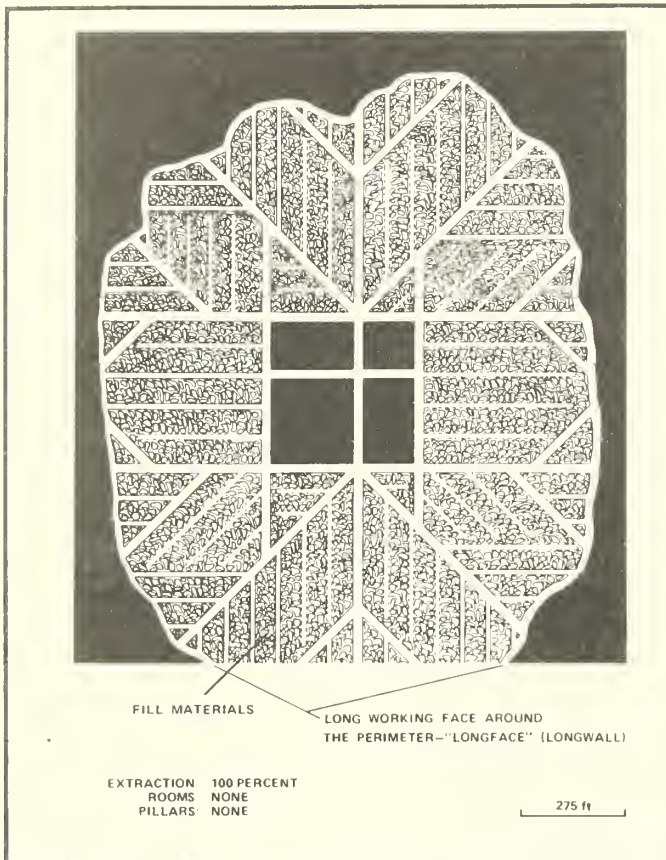 FILL MATERIALS
LONG WORKING FACE AROUND
THE PERIMETER—"LONGFACE" (LONGWALL)
EXTRACTION 100 PERCENT
ROOMS NONE
PILLARS NONE
275 ft